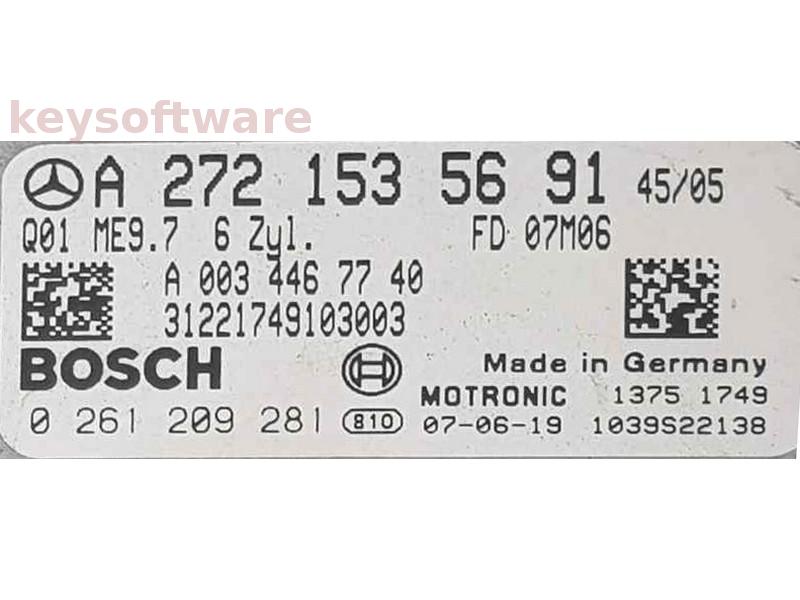 keysoftware
A 272 153 56 91 45/05
Q01 ME9.7 6 Zyl. FD 07M06
A 003 446 77 40
31221749103003
BOSCH Made in Germany
MOTRONIC 1375 1749
0 261 209 281 810 07-06-19 1039S22138